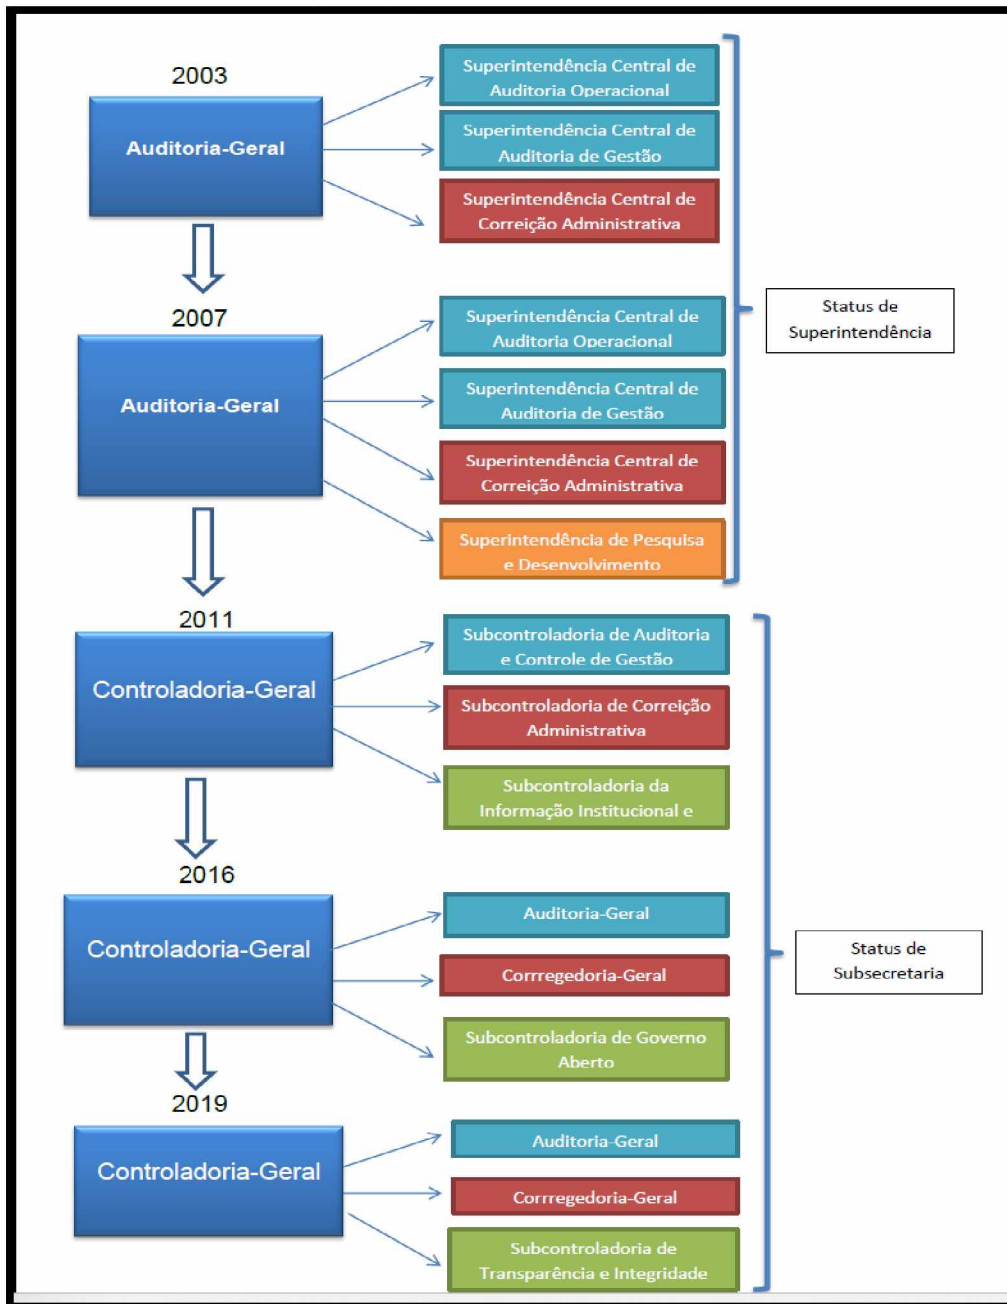 2003
Auditoria-Geral
Superintendência Central de
Auditoria Operacional
Superintendência Central de
Auditoria de Gestão
Superintendência Central de
Correição Administrativa
2007
Auditoria-Geral
Superintendência Central de
Auditoria Operacional
Superintendência Central de
Auditoria de Gestão
Superintendência Central de
Correição Administrativa
Superintendência de Pesquisa
e Desenvolvimento
Status de
Superintendência
2011
Controladoria-Geral
Subcontroladoria de Auditoria
e Controle de Gestão
Subcontroladoria de Correição
Administrativa
Subcontroladoria da
Informação Institucional e
2016
Controladoria-Geral
Auditoria-Geral
Corrregedoria-Geral
Subcontroladoria de Governo
Aberto
Status de
Subsecretaria
2019
Controladoria-Geral
Auditoria-Geral
Corrregedoria-Geral
Subcontroladoria de
Transparência e Integridade